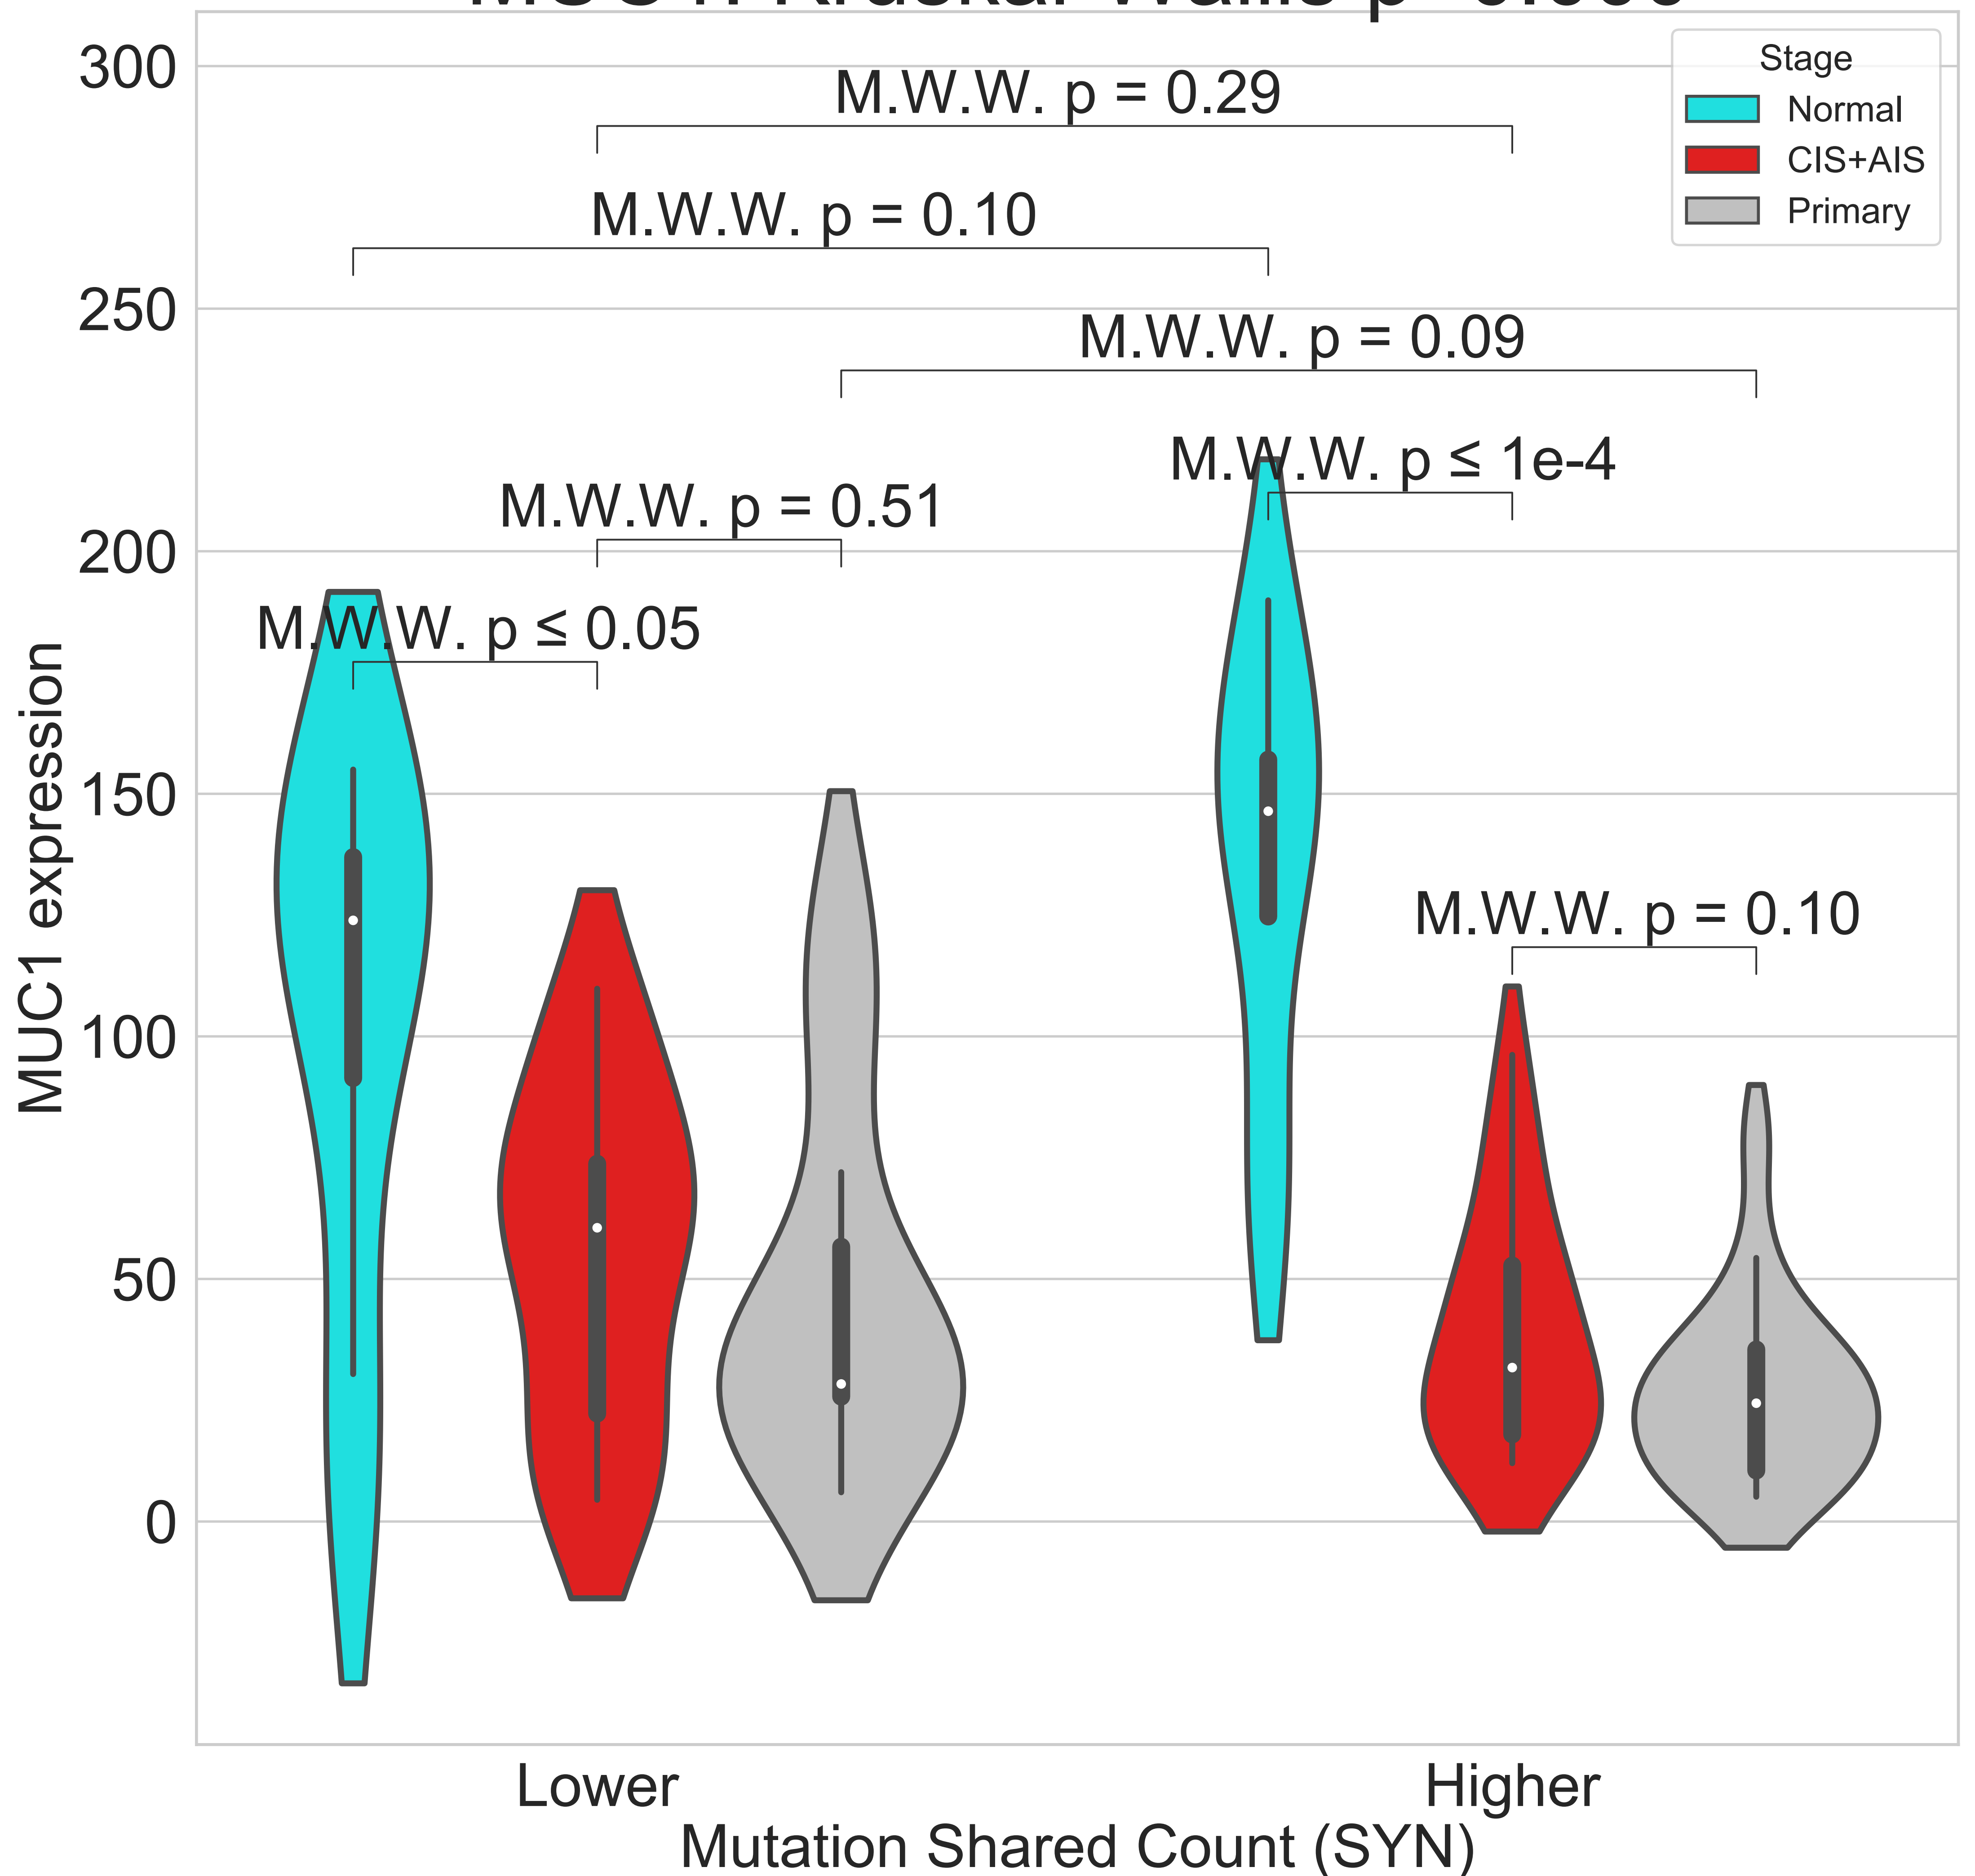 300
250
200
150
100
50
0
MUC1 expression
M.W.W. p = 0.29
M.W.W. p = 0.10
M.W.W. p = 0.09
M.W.W. p ≤ 1e-4
M.W.W. p = 0.51
M.W.W. p ≤ 0.05
M.W.W. p = 0.10
Stage
Normal
CIS+AIS
Primary
Lower
Higher
Mutation Shared Count (SYN)